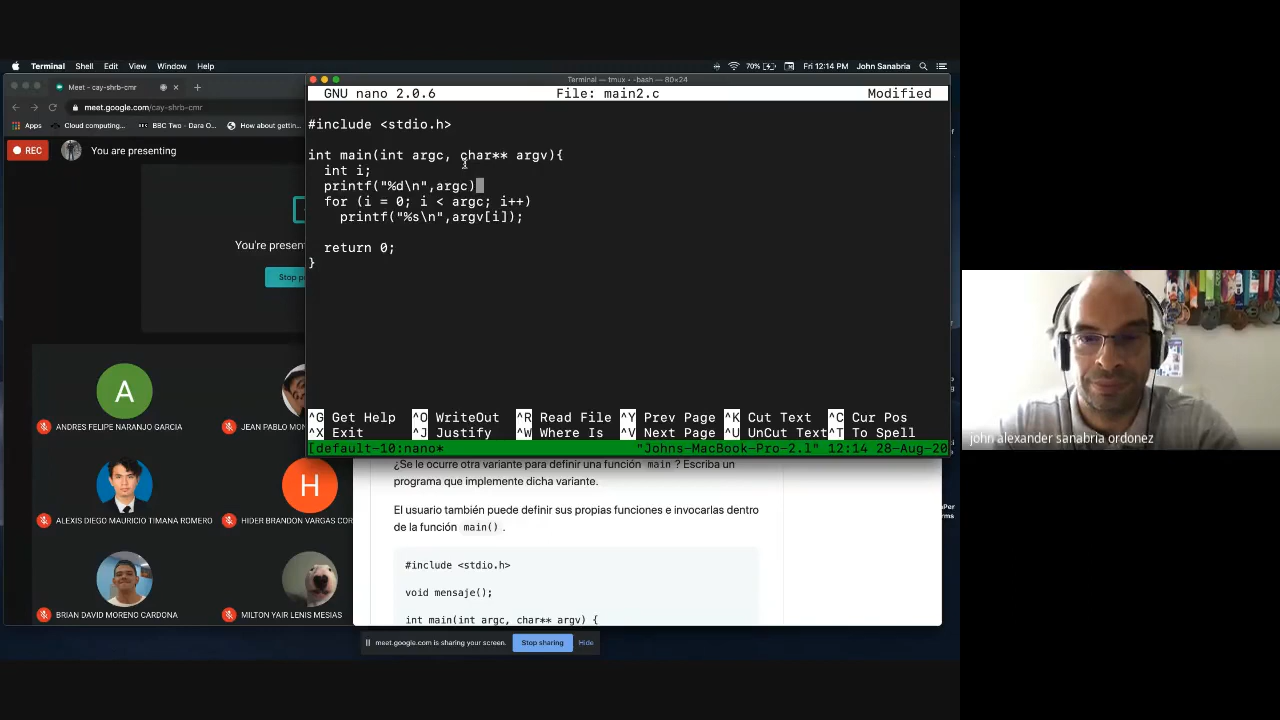 Terminal Shell Edit View Window Help
70% Fri 12:14 PM John Sanabria
Meet - cay-shrb-cmr
Terminal — tmux • -bash — 80×24
meet.google.com/cay-shrb-cmr
Apps Cloud computing... BBC Two - Dara O... How about gettin...
REC You are presenting
You're presen
Stop p
GNU nano 2.0.6 File: main2.c Modified
#include <stdio.h>
int main(int argc, char** argv){
int i;
printf("%d\n",argc)
for (i = 0; i < argc; i++)
printf("%s\n",argv[i]);
return 0;
}
^G Get Help ^O WriteOut ^R Read File ^Y Prev Page ^K Cut Text ^C Cur Pos
^X Exit ^J Justify ^W Where Is ^V Next Page ^U UnCut Text ^T To Spell
[default-10:nano* "Johns-MacBook-Pro-2.l" 12:14 28-Aug-20
A
ANDRES FELIPE NARANJO GARCIA
JEAN PABLO MON
H
ALEXIS DIEGO MAURICIO TIMANA ROMERO
HIDER BRANDON VARGAS COR
BRIAN DAVID MORENO CARDONA
MILTON YAIR LENIS MESIAS
¿Se le ocurre otra variante para definir una función main ? Escriba un
programa que implemente dicha variante.
El usuario también puede definir sus propias funciones e invocarlas dentro
de la función main() .
#include <stdio.h>
void mensaje();
int main(int argc, char** argv) {
meet.google.com is sharing your screen. Stop sharing Hide
john alexander sanabria ordonez